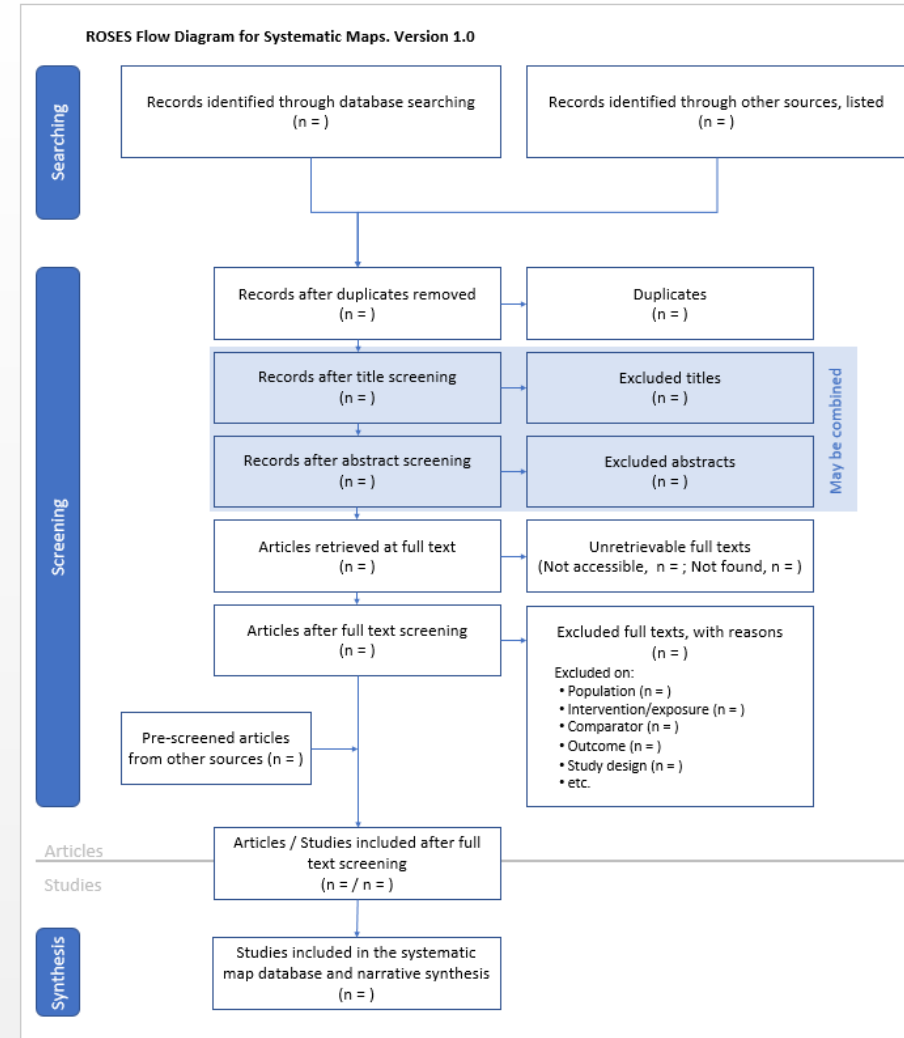 ROSES Flow Diagram for Systematic Maps. Version 1.0
Searching
Records identified through database searching
(n = )
Records identified through other sources, listed
(n = )
Screening
Records after duplicates removed
(n = )
Duplicates
(n = )
May be combined
Records after title screening
(n = )
Excluded titles
(n = )
Records after abstract screening
(n = )
Excluded abstracts
(n = )
Articles retrieved at full text
(n = )
Unretrievable full texts
(Not accessible, n = ; Not found, n = )
Articles after full text screening
(n = )
Excluded full texts, with reasons
(n = )
Excluded on:
• Population (n = )
• Intervention/exposure (n = )
• Comparator (n = )
• Outcome (n = )
• Study design (n = )
• etc.
Pre-screened articles
from other sources (n = )
Articles
Studies
Articles / Studies included after full
text screening
(n = / n = )
Synthesis
Studies included in the systematic
map database and narrative synthesis
(n = )